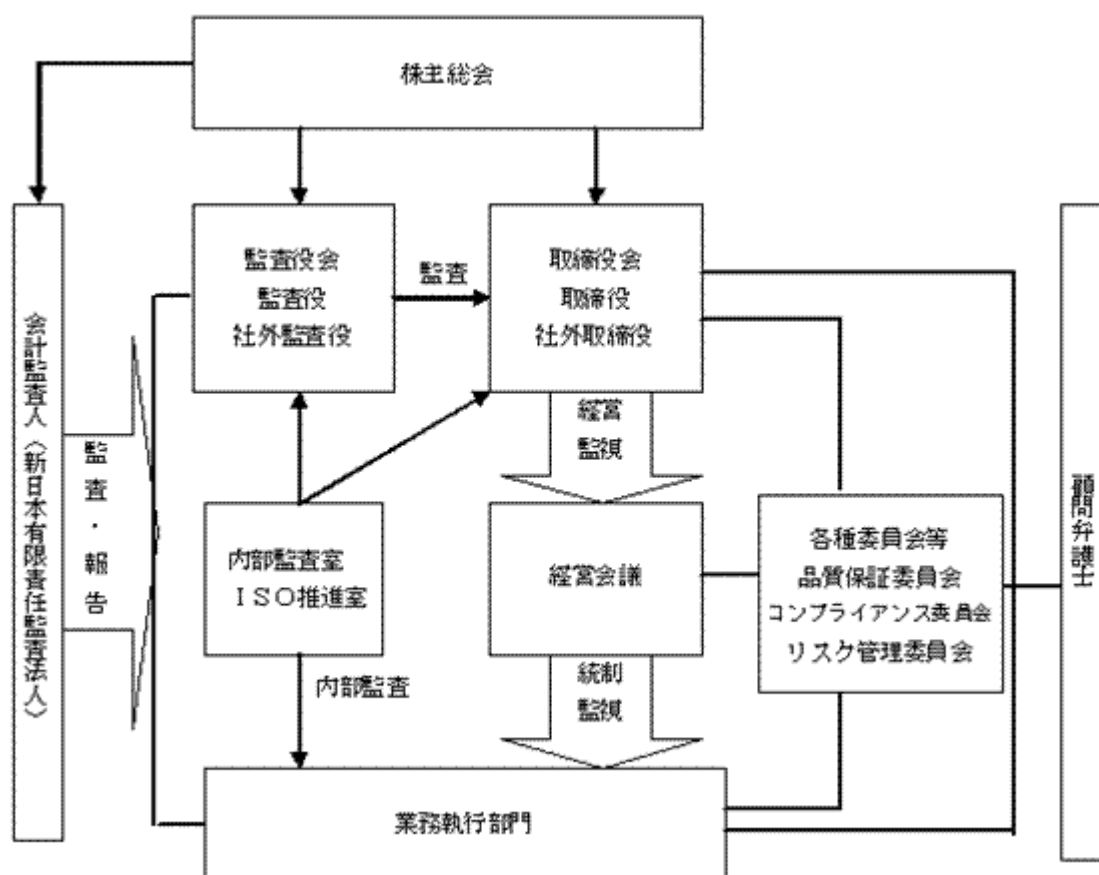 株主総会
監査役会
監査役
社外監査役
監査
取締役会
取締役
社外取締役
会計監査人（新日本有限責任監査法人）
監査・報告
経営
監視
顧問弁護士
内部監査室
ＩＳＯ推進室
経営会議
各種委員会等
品質保証委員会
コンプライアンス委員会
リスク管理委員会
内部監査
統制
監視
業務執行部門